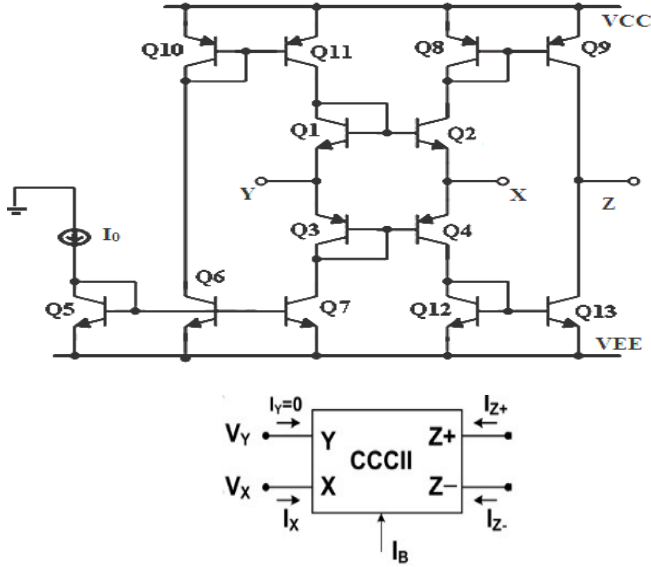 VCC
Q10
Q11
Q8
Q9
Q1
Q2
Y
X
Z
I0
Q3
Q4
Q5
Q6
Q7
Q12
Q13
VEE
IY=0
IZ+
VY
Y
Z+
CCCII
VX
X
Z−
IX
IZ-
IB